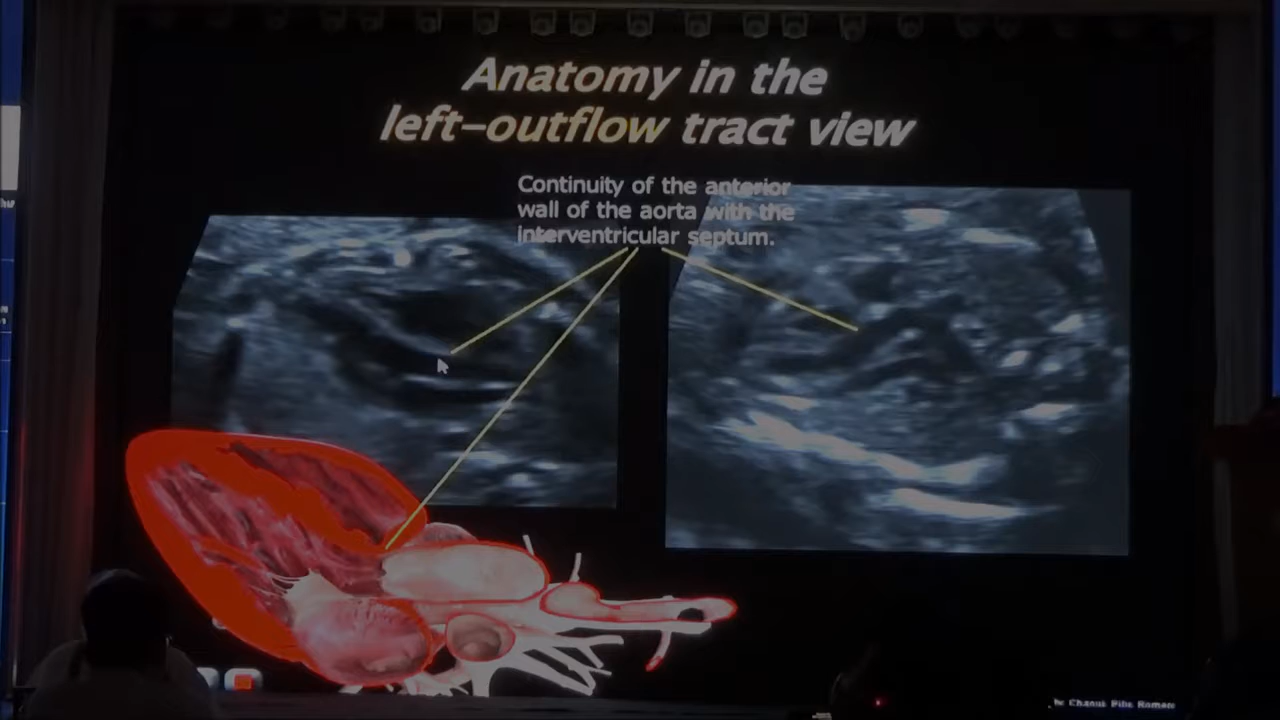 Anatomy in the
left-outflow tract view
Continuity of the anterior
wall of the aorta with the
interventricular septum.